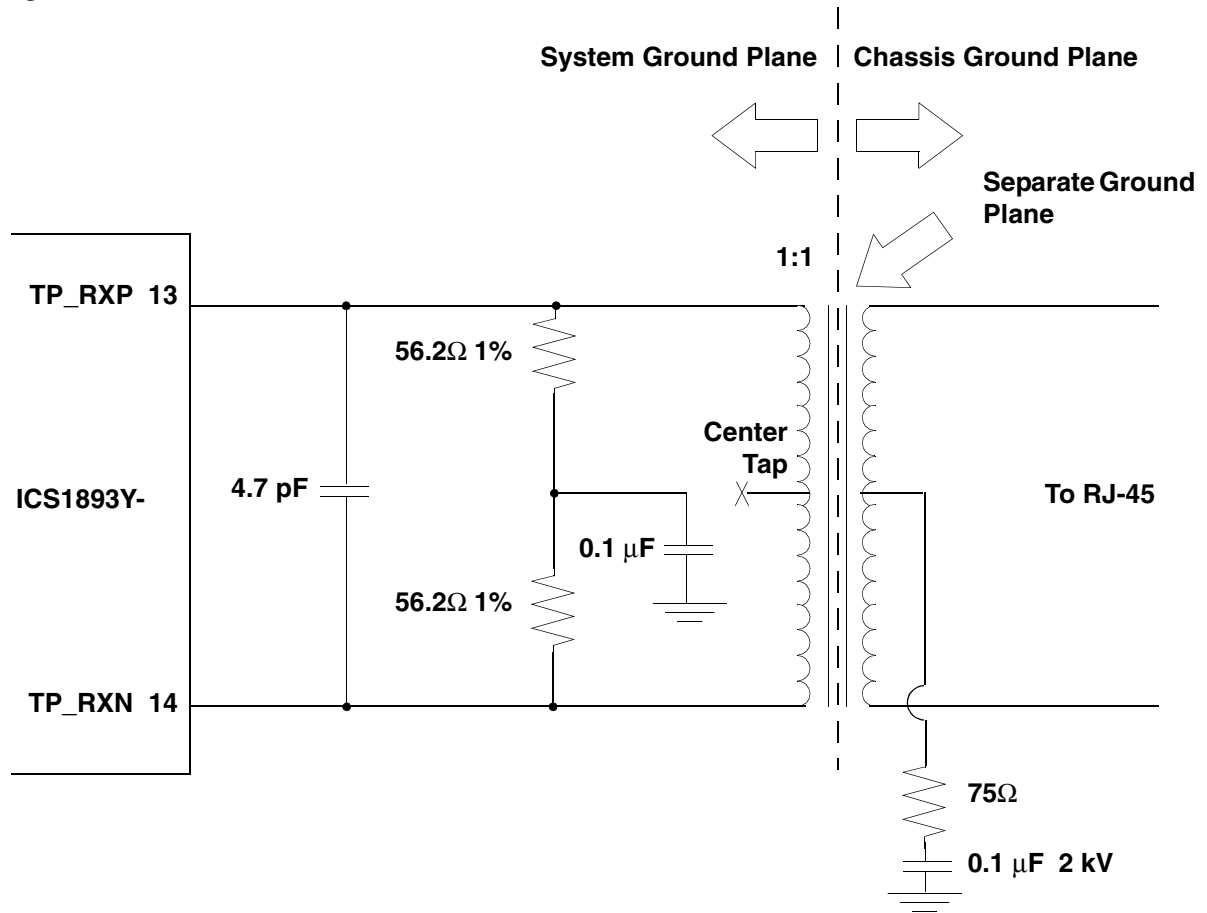 System Ground Plane
Chassis Ground Plane
Separate Ground
Plane
1:1
TP_RXP 13
56.2Ω 1%
Center
Tap
4.7 pF
ICS1893Y-
To RJ-45
0.1 μF
56.2Ω 1%
TP_RXN 14
75Ω
0.1 μF 2 kV